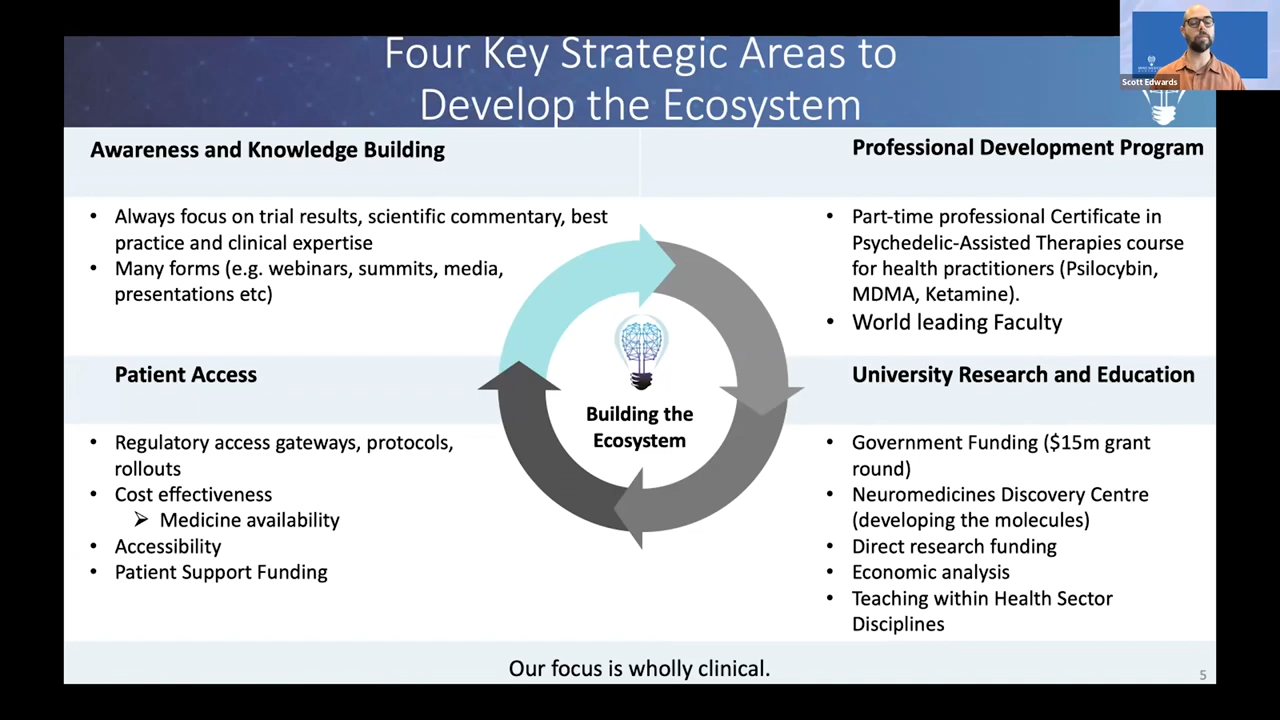 Four Key Strategic Areas to
Develop the Ecosystem
Scott Edwards
Awareness and Knowledge Building
• Always focus on trial results, scientific commentary, best
practice and clinical expertise
• Many forms (e.g. webinars, summits, media,
presentations etc)
Professional Development Program
• Part-time professional Certificate in
Psychedelic-Assisted Therapies course
for health practitioners (Psilocybin,
MDMA, Ketamine).
• World leading Faculty
Building the
Ecosystem
Patient Access
• Regulatory access gateways, protocols,
rollouts
• Cost effectiveness
➢ Medicine availability
• Accessibility
• Patient Support Funding
University Research and Education
• Government Funding ($15m grant
round)
• Neuromedicines Discovery Centre
(developing the molecules)
• Direct research funding
• Economic analysis
• Teaching within Health Sector
Disciplines
Our focus is wholly clinical.
5